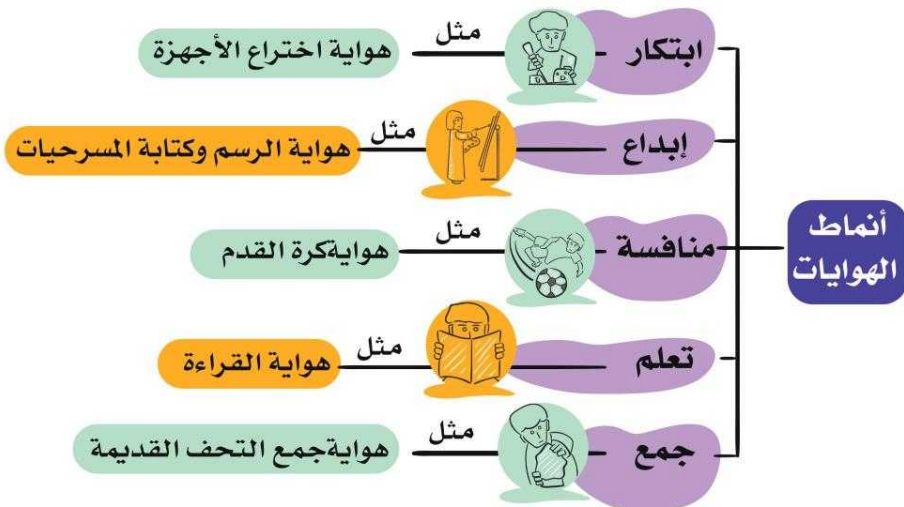 أنماط
الهوايات
ابتكار
مثل
هواية اختراع الأجهزة
إبداع
مثل
هواية الرسم وكتابة المسرحيات
منافسة
مثل
هوايةكرة القدم
تعلم
مثل
هواية القراءة
جمع
مثل
هوايةجمع التحف القديمة